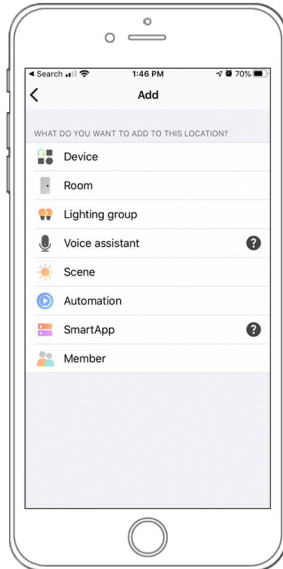 Search 1:46 PM 70%
Add
WHAT DO YOU WANT TO ADD TO THIS LOCATION?
Device
Room
Lighting group
Voice assistant ?
Scene
Automation
SmartApp ?
Member